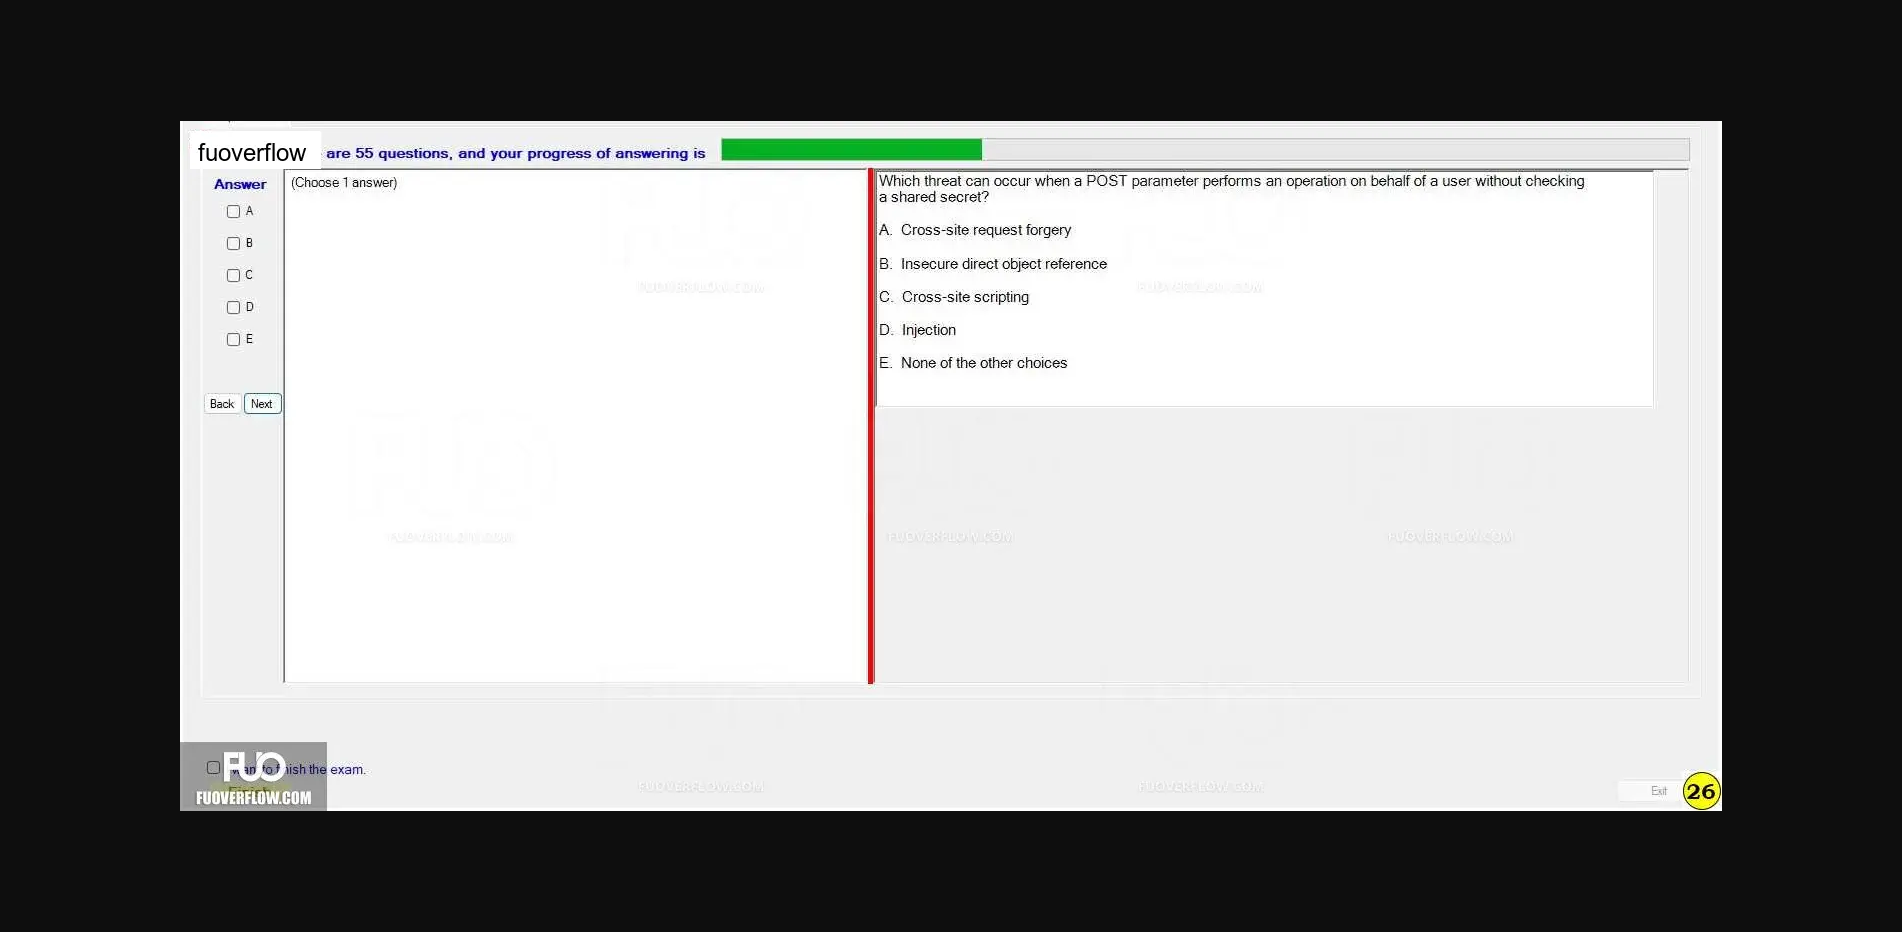 fuoverflow are 55 questions, and your progress of answering is
Answer
(Choose 1 answer)
A
B
C
D
E
Back Next
Which threat can occur when a POST parameter performs an operation on behalf of a user without checking
a shared secret?
A. Cross-site request forgery
B. Insecure direct object reference
C. Cross-site scripting
D. Injection
E. None of the other choices
FUOVERFLOW.COM
FUOVERFLOW.COM
FUOVERFLOW.COM
FUOVERFLOW.COM
FUOVERFLOW.COM
FUOVERFLOW.COM
FUOVERFLOW.COM
FUO
want to finish the exam.
Finish
FUOVERFLOW.COM
Exit
26